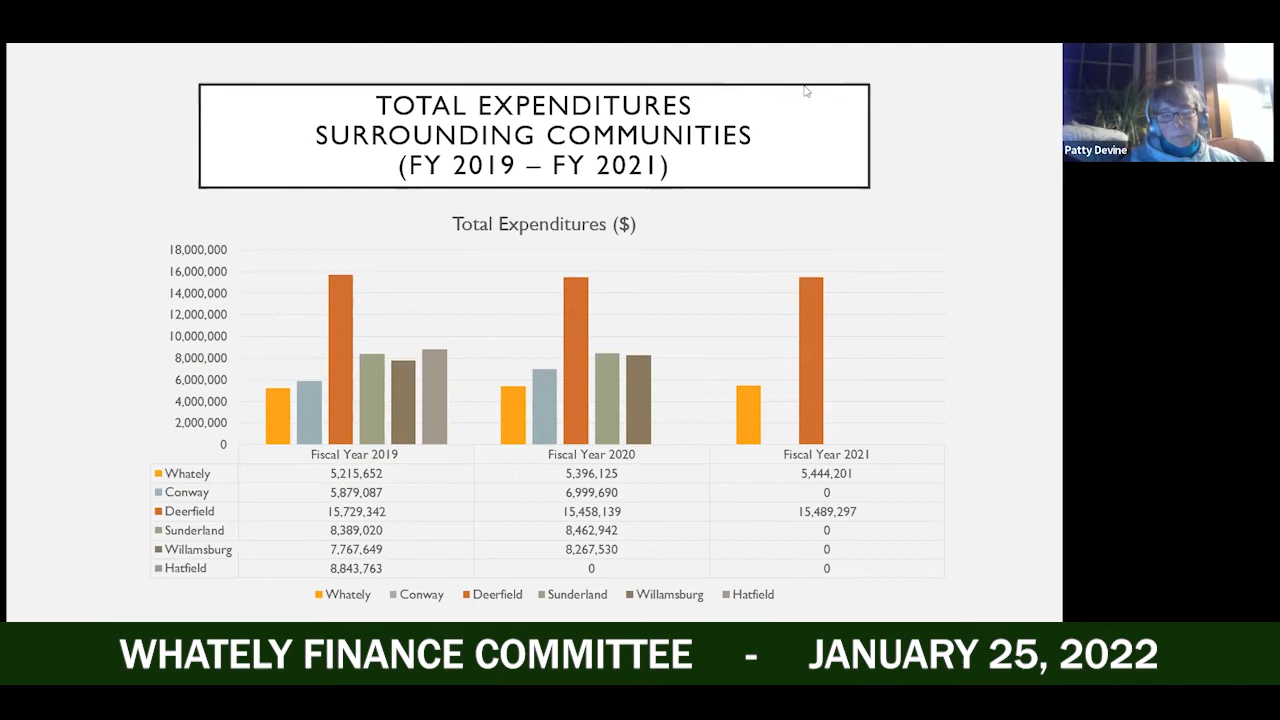 TOTAL EXPENDITURES
SURROUNDING COMMUNITIES
(FY 2019 – FY 2021)
Patty Devine
Total Expenditures ($)
18,000,000
16,000,000
14,000,000
12,000,000
10,000,000
8,000,000
6,000,000
4,000,000
2,000,000
0
Fiscal Year 2019 Fiscal Year 2020 Fiscal Year 2021
Whately 5,215,652 5,396,125 5,444,201
Conway 5,879,087 6,999,690 0
Deerfield 15,729,342 15,458,139 15,489,297
Sunderland 8,389,020 8,462,942 0
Willamsburg 7,767,649 8,267,530 0
Hatfield 8,843,763 0 0
Whately Conway Deerfield Sunderland Willamsburg Hatfield
WHATELY FINANCE COMMITTEE - JANUARY 25, 2022